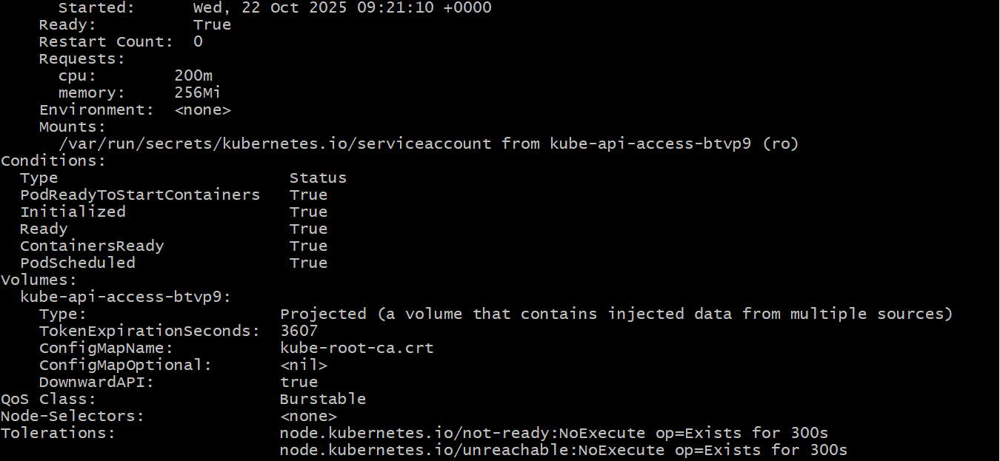 Started: Wed, 22 Oct 2025 09:21:10 +0000
Ready: True
Restart Count: 0
Requests:
cpu: 200m
memory: 256Mi
Environment: <none>
Mounts:
/var/run/secrets/kubernetes.io/serviceaccount from kube-api-access-btvp9 (ro)
Conditions:
Type Status
PodReadyToStartContainers True
Initialized True
Ready True
ContainersReady True
PodScheduled True
Volumes:
kube-api-access-btvp9:
Type: Projected (a volume that contains injected data from multiple sources)
TokenExpirationSeconds: 3607
ConfigMapName: kube-root-ca.crt
ConfigMapOptional: <nil>
DownwardAPI: true
QoS Class: Burstable
Node-Selectors: <none>
Tolerations: node.kubernetes.io/not-ready:NoExecute op=Exists for 300s
node.kubernetes.io/unreachable:NoExecute op=Exists for 300s